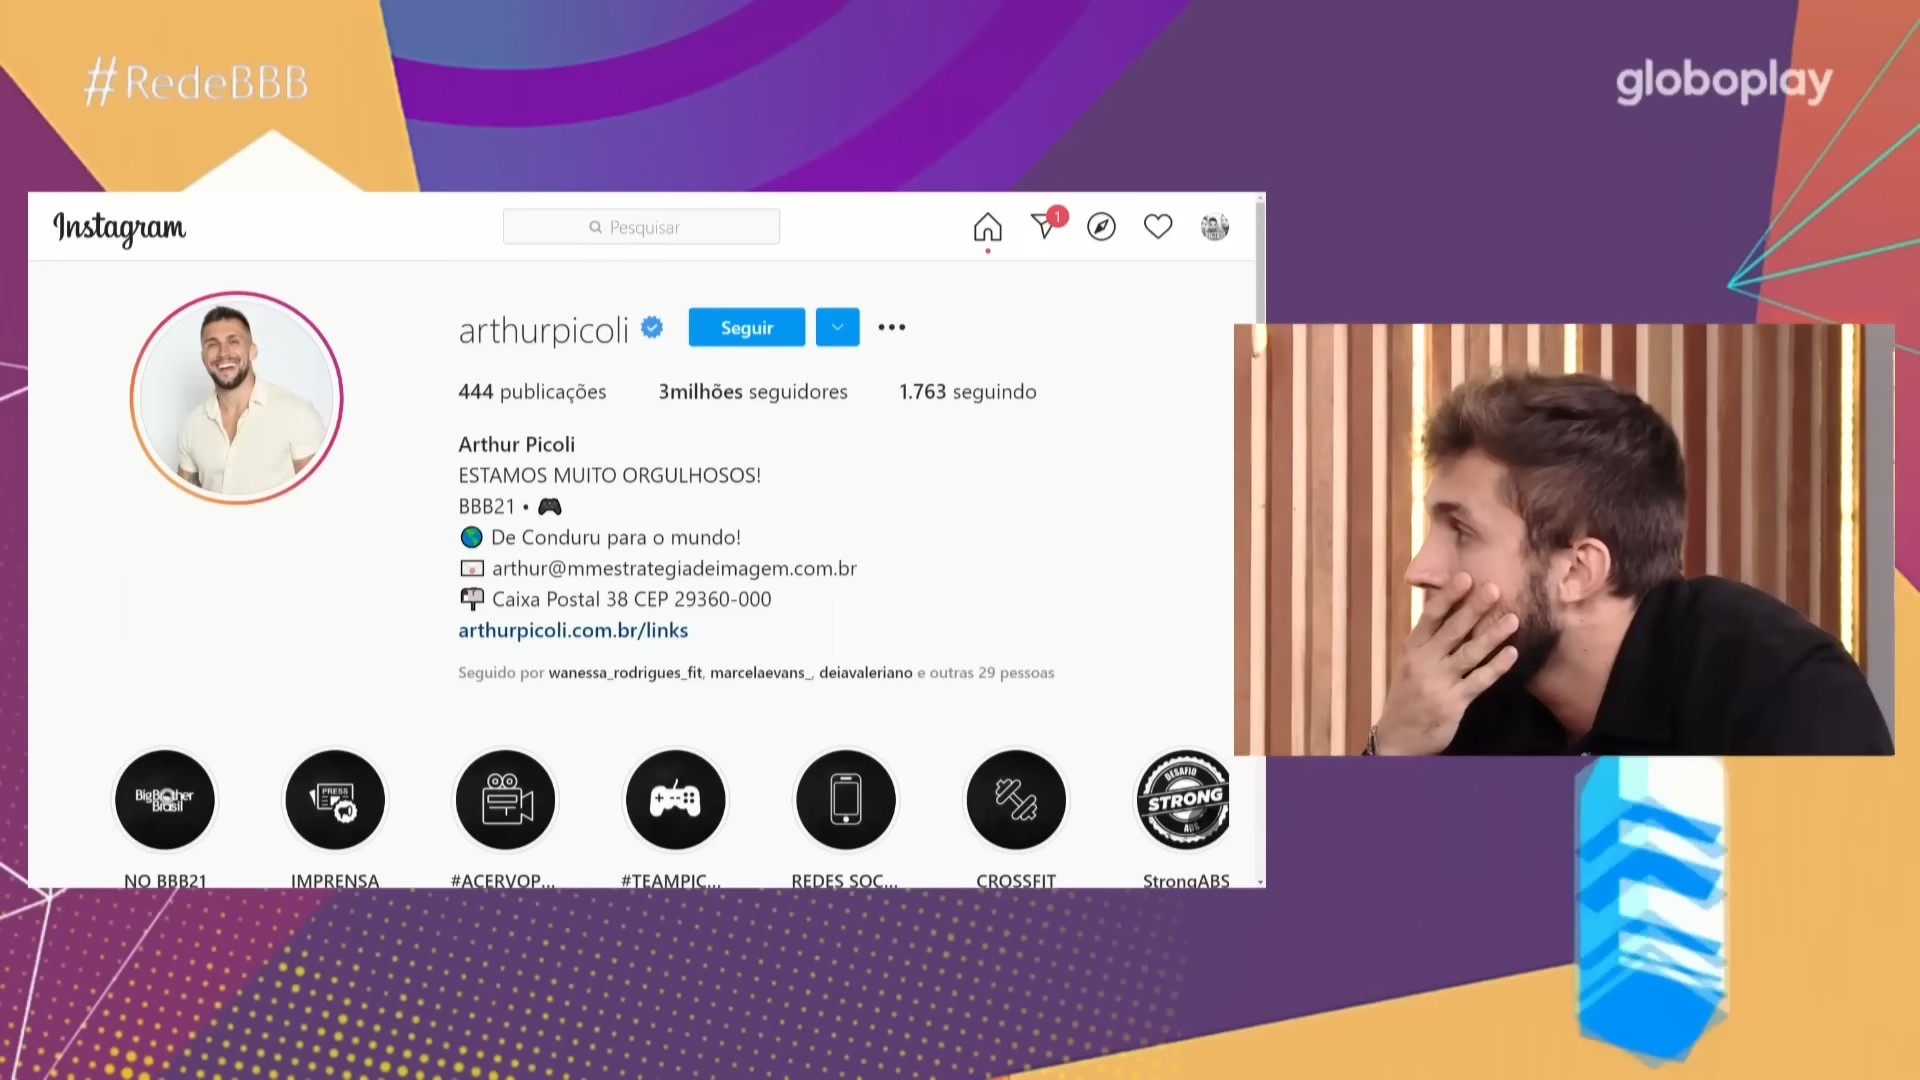 #RedeBBB
globoplay
Instagram
Pesquisar
1
arthurpicoli
Seguir
444 publicações 3milhões seguidores 1.763 seguindo
Arthur Picoli
ESTAMOS MUITO ORGULHOSOS!
BBB21 • 🎮
🌎 De Conduru para o mundo!
💌 arthur@mmestrategiadeimagem.com.br
📬 Caixa Postal 38 CEP 29360-000
arthurpicoli.com.br/links
Seguido por wanessa_rodrigues_fit, marcelaevans_, deiavaleriano e outras 29 pessoas
BigBrother
Brasil
PRESS
DESAFIO
STRONG
ABS
NO BBB21
IMPRENSA
#ACERVOP...
#TEAMPIC...
REDES SOC...
CROSSFIT
StrongABS